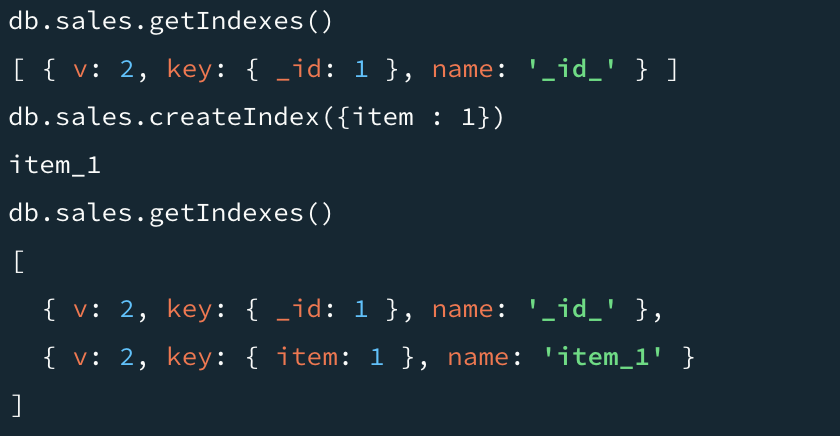 db.sales.getIndexes()
[ { v: 2, key: { _id: 1 }, name: '_id_' } ]
db.sales.createIndex({item : 1})
item_1
db.sales.getIndexes()
[
  { v: 2, key: { _id: 1 }, name: '_id_' },
  { v: 2, key: { item: 1 }, name: 'item_1' }
]